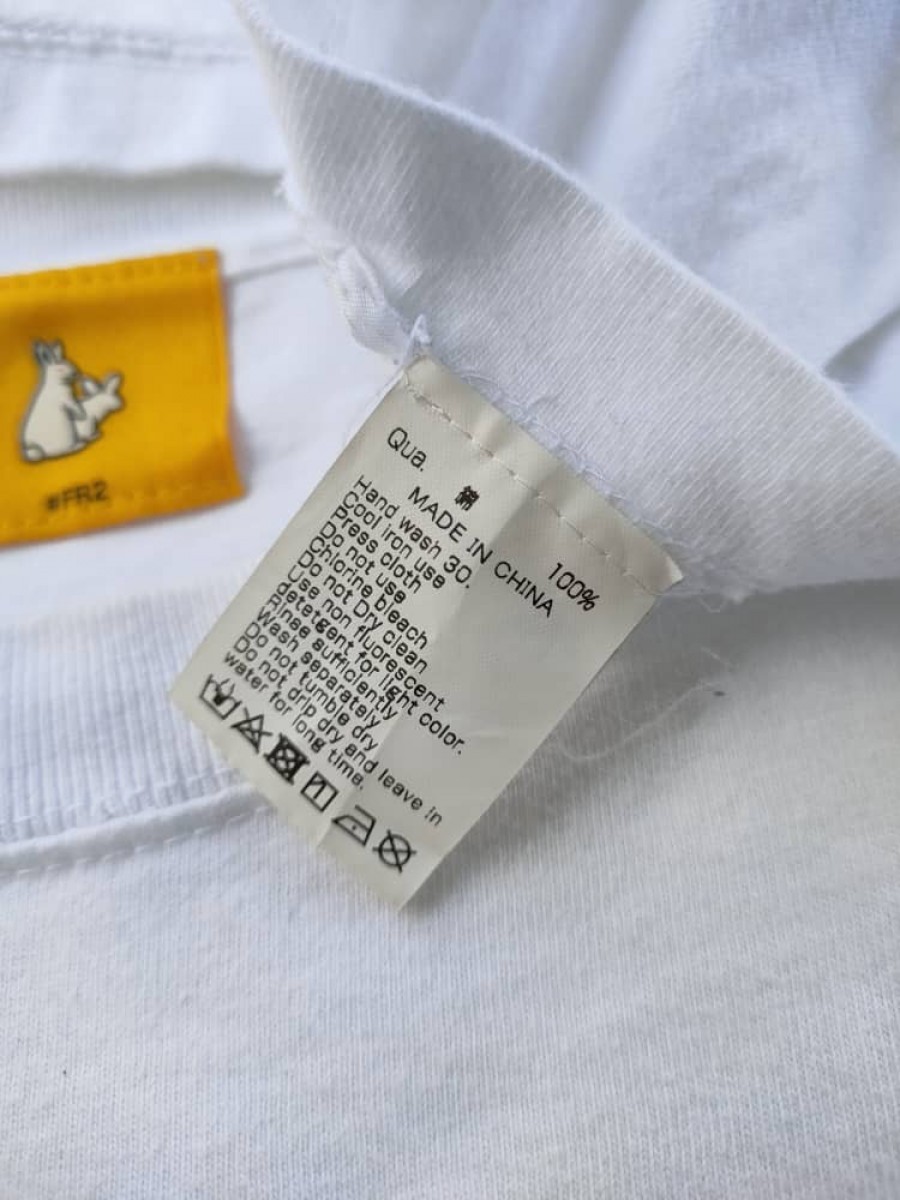 #FR2
Qua.
綿 100%
MADE IN CHINA
Hand wash 30.
Cool iron use
Press cloth
Do not use
Chlorine bleach
Do not Dry clean
Use non fluorescent
detergent for light color.
Rinse sufficiently
Wash separately
Do not tumble dry
Do not drip dry and leave in
water for long time.